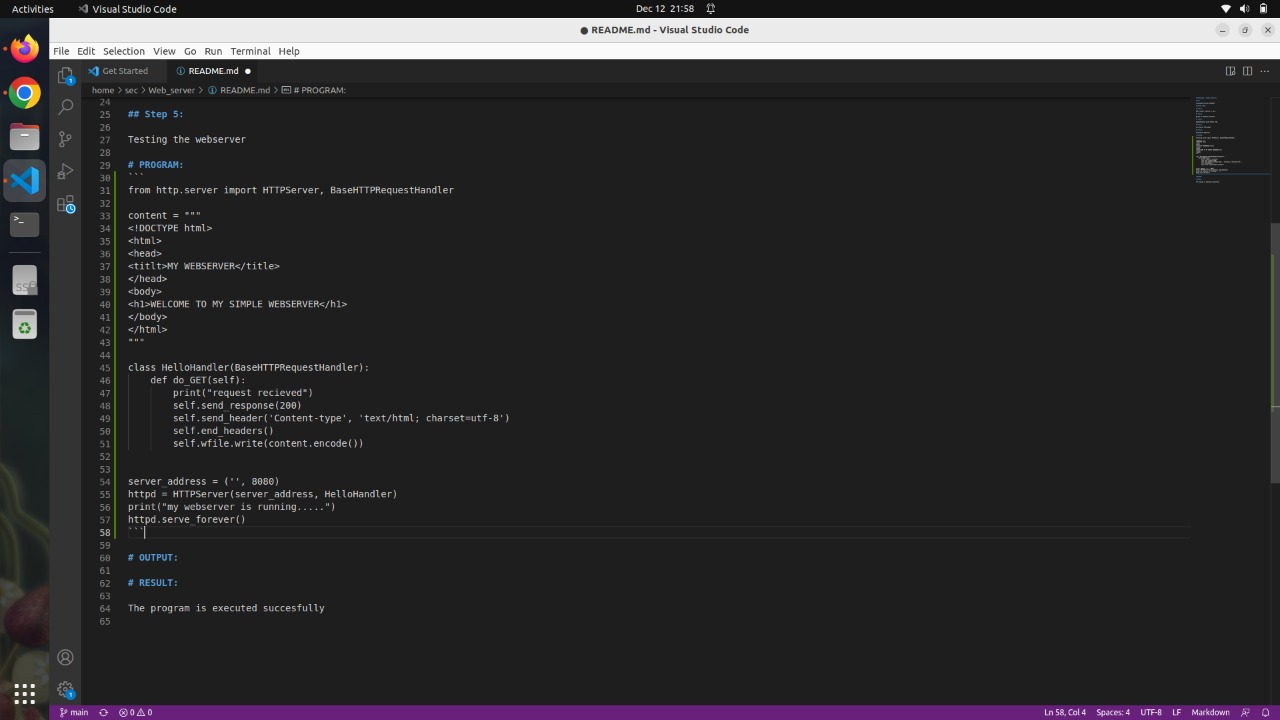 Activities
Visual Studio Code
Dec 12 21:58
● README.md - Visual Studio Code
File Edit Selection View Go Run Terminal Help
Get Started
README.md ●
home > sec > Web_server > README.md > # PROGRAM:
24
25 ## Step 5:
26
27 Testing the webserver
28
29 # PROGRAM:
30 ```
31 from http.server import HTTPServer, BaseHTTPRequestHandler
32
33 content = """
34 <!DOCTYPE html>
35 <html>
36 <head>
37 <titlt>MY WEBSERVER</title>
38 </head>
39 <body>
40 <h1>WELCOME TO MY SIMPLE WEBSERVER</h1>
41 </body>
42 </html>
43 """
44
45 class HelloHandler(BaseHTTPRequestHandler):
46     def do_GET(self):
47         print("request recieved")
48         self.send_response(200)
49         self.send_header('Content-type', 'text/html; charset=utf-8')
50         self.end_headers()
51         self.wfile.write(content.encode())
52
53
54 server_address = ('', 8080)
55 httpd = HTTPServer(server_address, HelloHandler)
56 print("my webserver is running.....")
57 httpd.serve_forever()
58 ```
59
60 # OUTPUT:
61
62 # RESULT:
63
64 The program is executed succesfully
65
main
0 0
Ln 58, Col 4
Spaces: 4
UTF-8
LF
Markdown